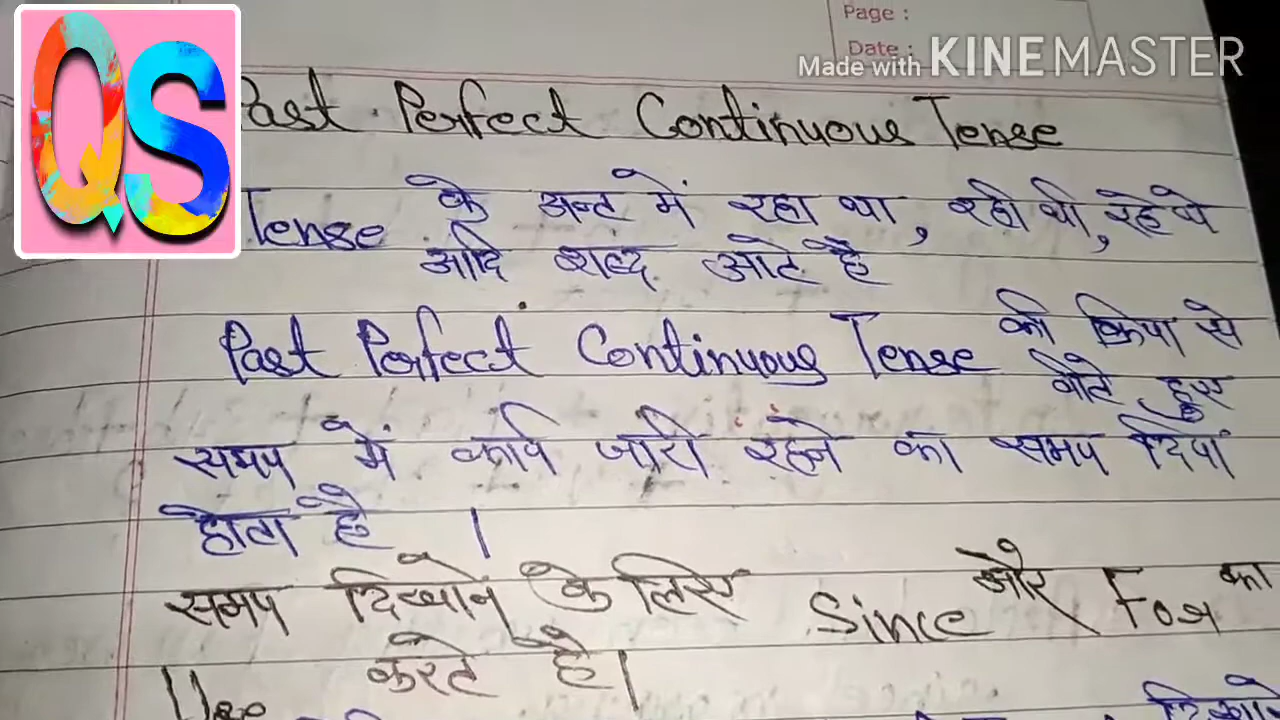 Page :
Date :
Made with KINEMASTER
QS
Past Perfect Continuous Tense
Tense के अन्त में रहा था, रही थी, रहे थे
आदि शब्द आते है
Past Perfect Continuous Tense की क्रिया से
बीते हुए
समय में कार्य जारी रहने का समय दिया
होता है ।
समय दिखाने के लिए Since और For का
Use करते है।